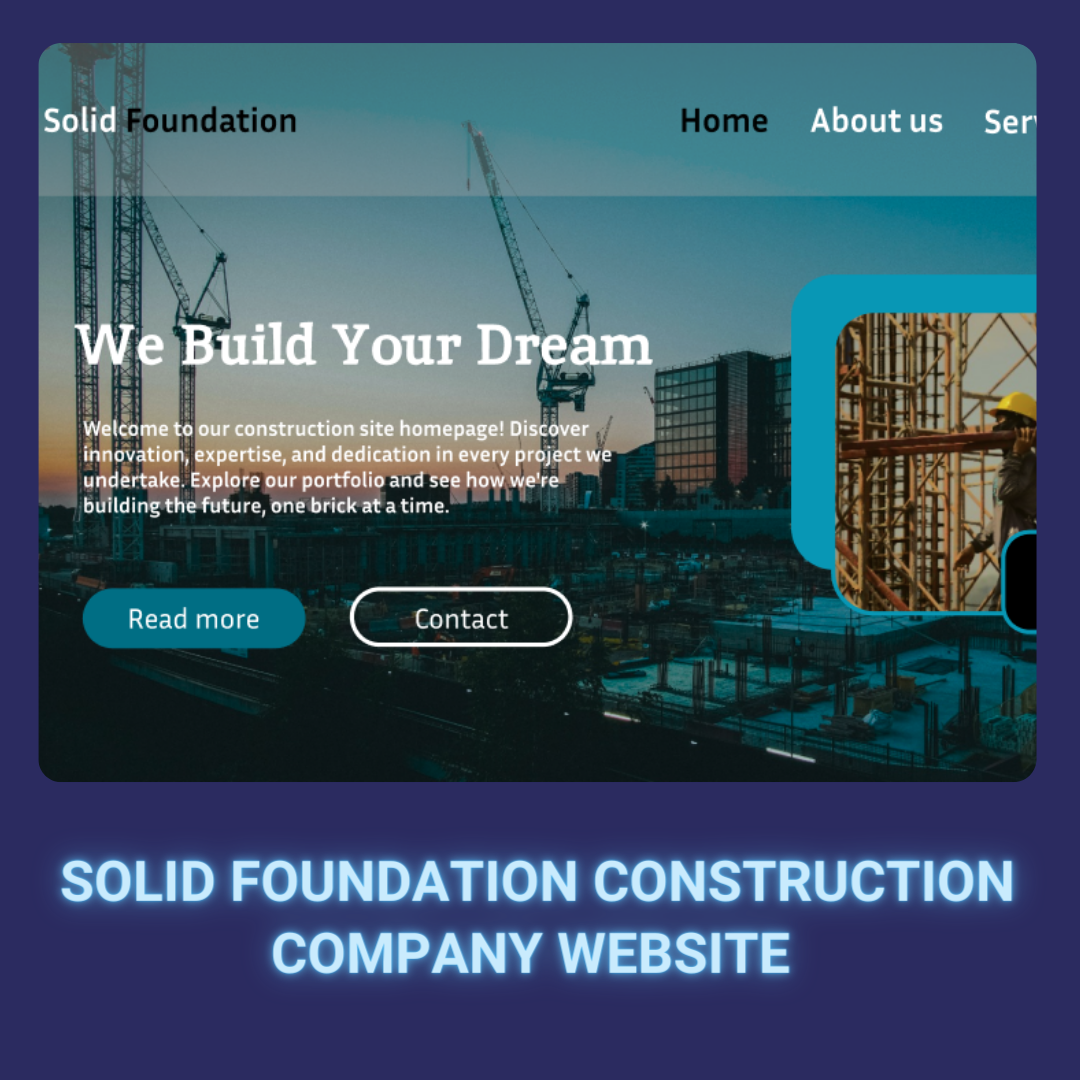 Solid Foundation
Home About us Serv
We Build Your Dream
Welcome to our construction site homepage! Discover
innovation, expertise, and dedication in every project we
undertake. Explore our portfolio and see how we're
building the future, one brick at a time.
Read more Contact
SOLID FOUNDATION CONSTRUCTION
COMPANY WEBSITE